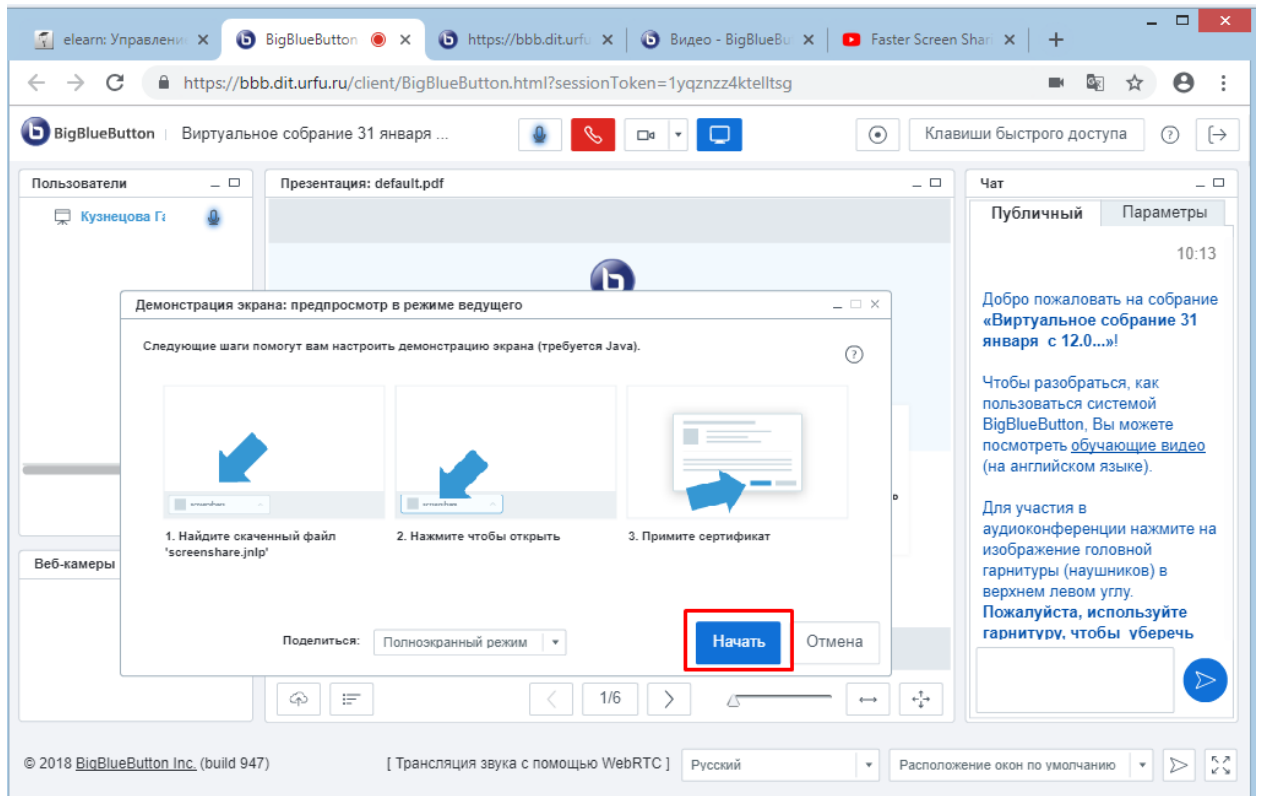 elearn: Управлени
BigBlueButton
https://bbb.dit.urfu
Видео - BigBlueBu
Faster Screen Shari
https://bbb.dit.urfu.ru/client/BigBlueButton.html?sessionToken=1yqznzz4ktelltsg
BigBlueButton
Виртуальное собрание 31 января ...
Клавиши быстрого доступа
Пользователи
Кузнецова Га
Презентация: default.pdf
Демонстрация экрана: предпросмотр в режиме ведущего
Следующие шаги помогут вам настроить демонстрацию экрана (требуется Java).
1. Найдите скаченный файл
'screenshare.jnlp'
2. Нажмите чтобы открыть
3. Примите сертификат
Поделиться:
Полноэкранный режим
Начать
Отмена
Веб-камеры
1/6
Чат
Публичный
Параметры
10:13
Добро пожаловать на собрание
«Виртуальное собрание 31
января с 12.0...»!
Чтобы разобраться, как
пользоваться системой
BigBlueButton, Вы можете
посмотреть обучающие видео
(на английском языке).
Для участия в
аудиоконференции нажмите на
изображение головной
гарнитуры (наушников) в
верхнем левом углу.
Пожалуйста, используйте
гарнитуру, чтобы уберечь
© 2018 BigBlueButton Inc. (build 947)
[ Трансляция звука с помощью WebRTC ]
Русский
Расположение окон по умолчанию